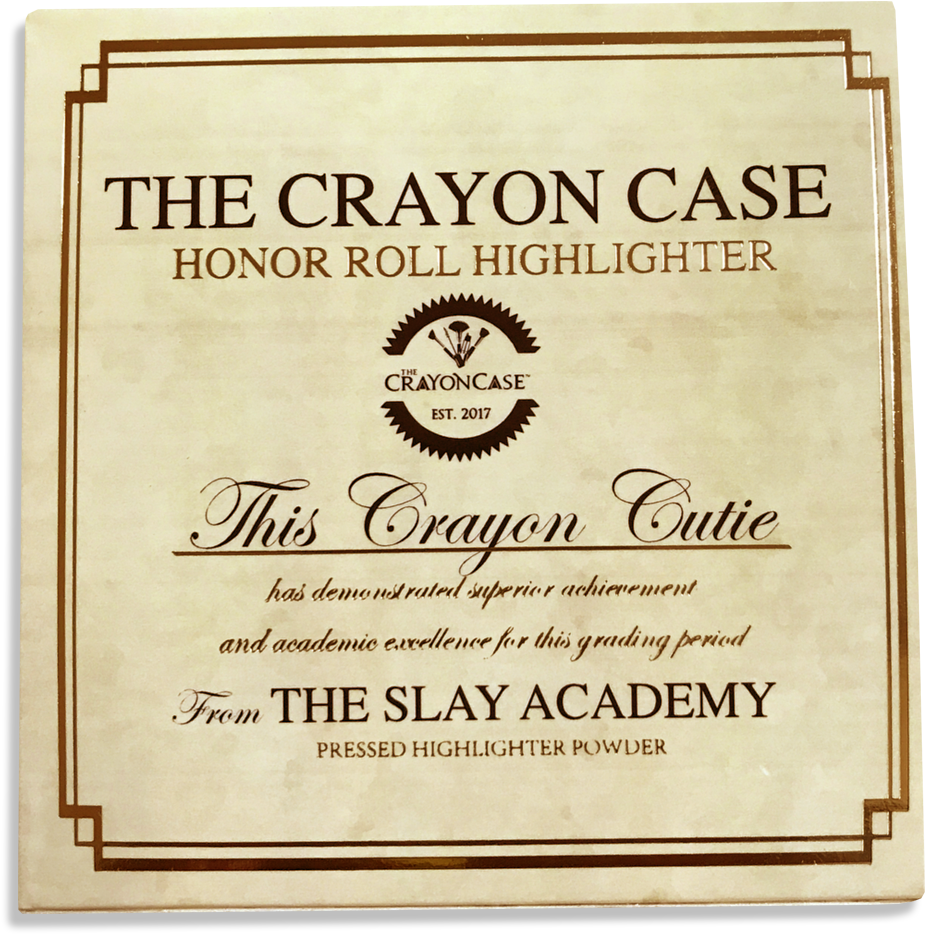 THE CRAYON CASE
HONOR ROLL HIGHLIGHTER
THE
CRAYONCASE™
EST. 2017
This Crayon Cutie
has demonstrated superior achievement
and academic excellence for this grading period
From THE SLAY ACADEMY
PRESSED HIGHLIGHTER POWDER